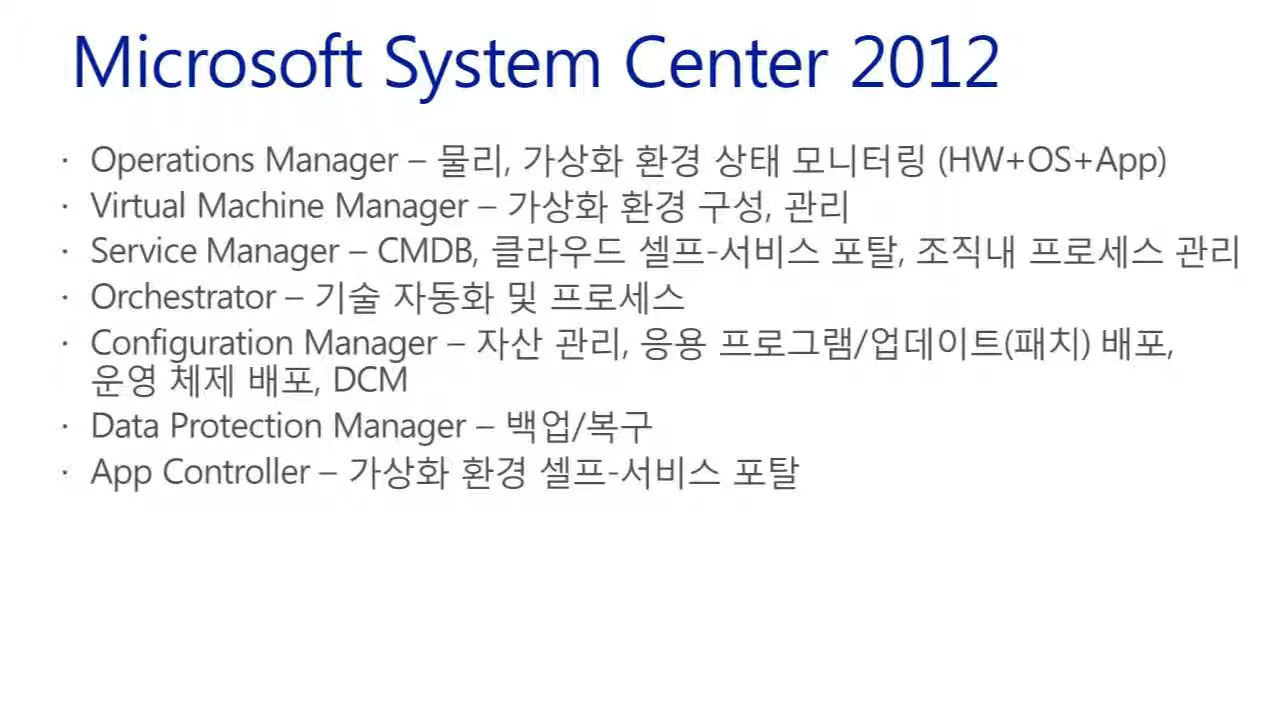 Microsoft System Center 2012
· Operations Manager – 물리, 가상화 환경 상태 모니터링 (HW+OS+App)
· Virtual Machine Manager – 가상화 환경 구성, 관리
· Service Manager – CMDB, 클라우드 셀프-서비스 포탈, 조직내 프로세스 관리
· Orchestrator – 기술 자동화 및 프로세스
· Configuration Manager – 자산 관리, 응용 프로그램/업데이트(패치) 배포,
운영 체제 배포, DCM
· Data Protection Manager – 백업/복구
· App Controller – 가상화 환경 셀프-서비스 포탈